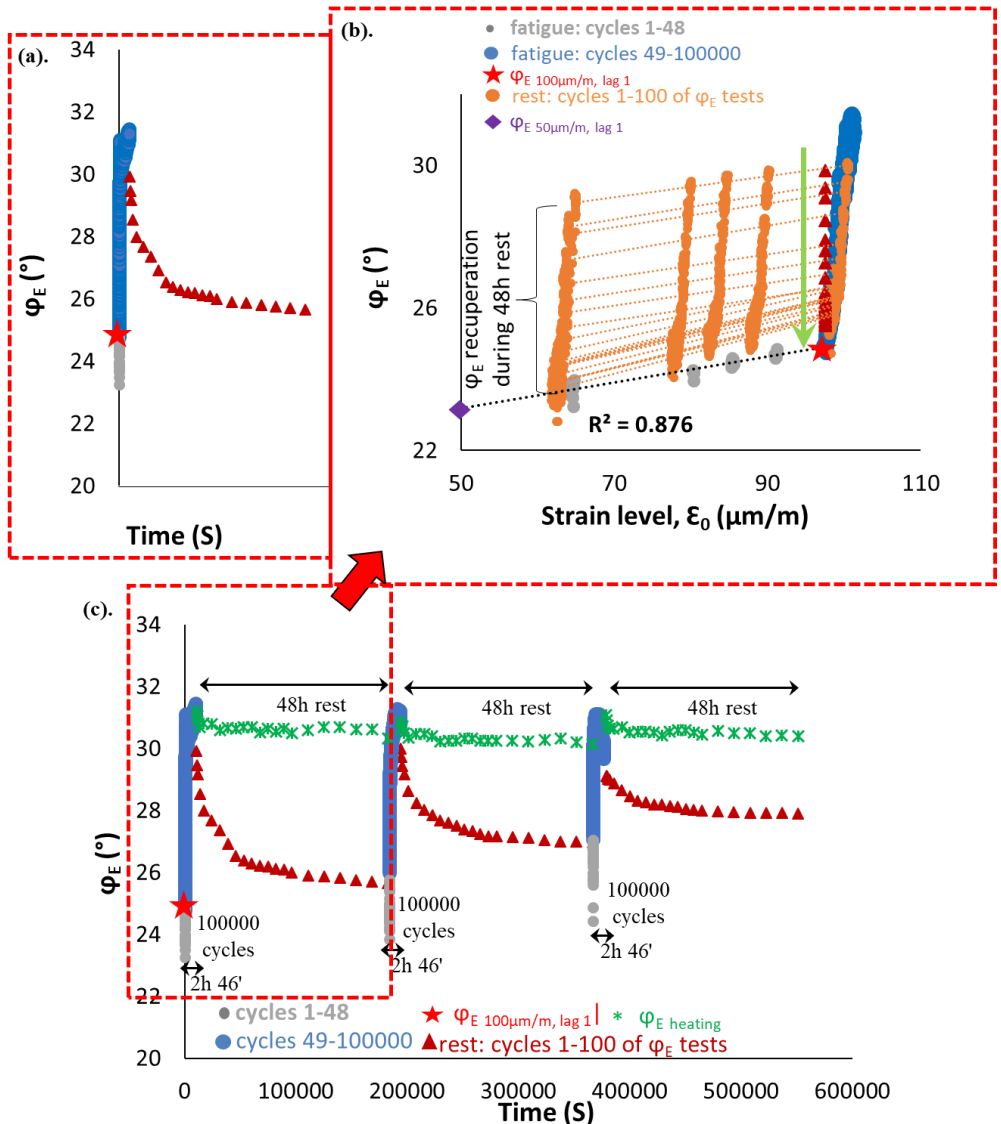 (a).
34
32
30
28
26
24
22
20
φE (°)
Time (S)
(b).
fatigue: cycles 1-48
fatigue: cycles 49-100000
φE 100µm/m, lag 1
rest: cycles 1-100 of φE tests
φE 50µm/m, lag 1
30
26
22
φE (°)
φE recuperation
during 48h rest
R² = 0.876
50
70
90
110
Strain level, Ɛ0 (µm/m)
(c).
34
32
30
28
26
24
22
20
φE (°)
48h rest
48h rest
48h rest
100000
cycles
2h 46'
100000
cycles
2h 46'
100000
cycles
2h 46'
cycles 1-48
φE 100µm/m, lag 1
φE heating
cycles 49-100000
rest: cycles 1-100 of φE tests
0
100000
200000
300000
400000
500000
600000
Time (S)